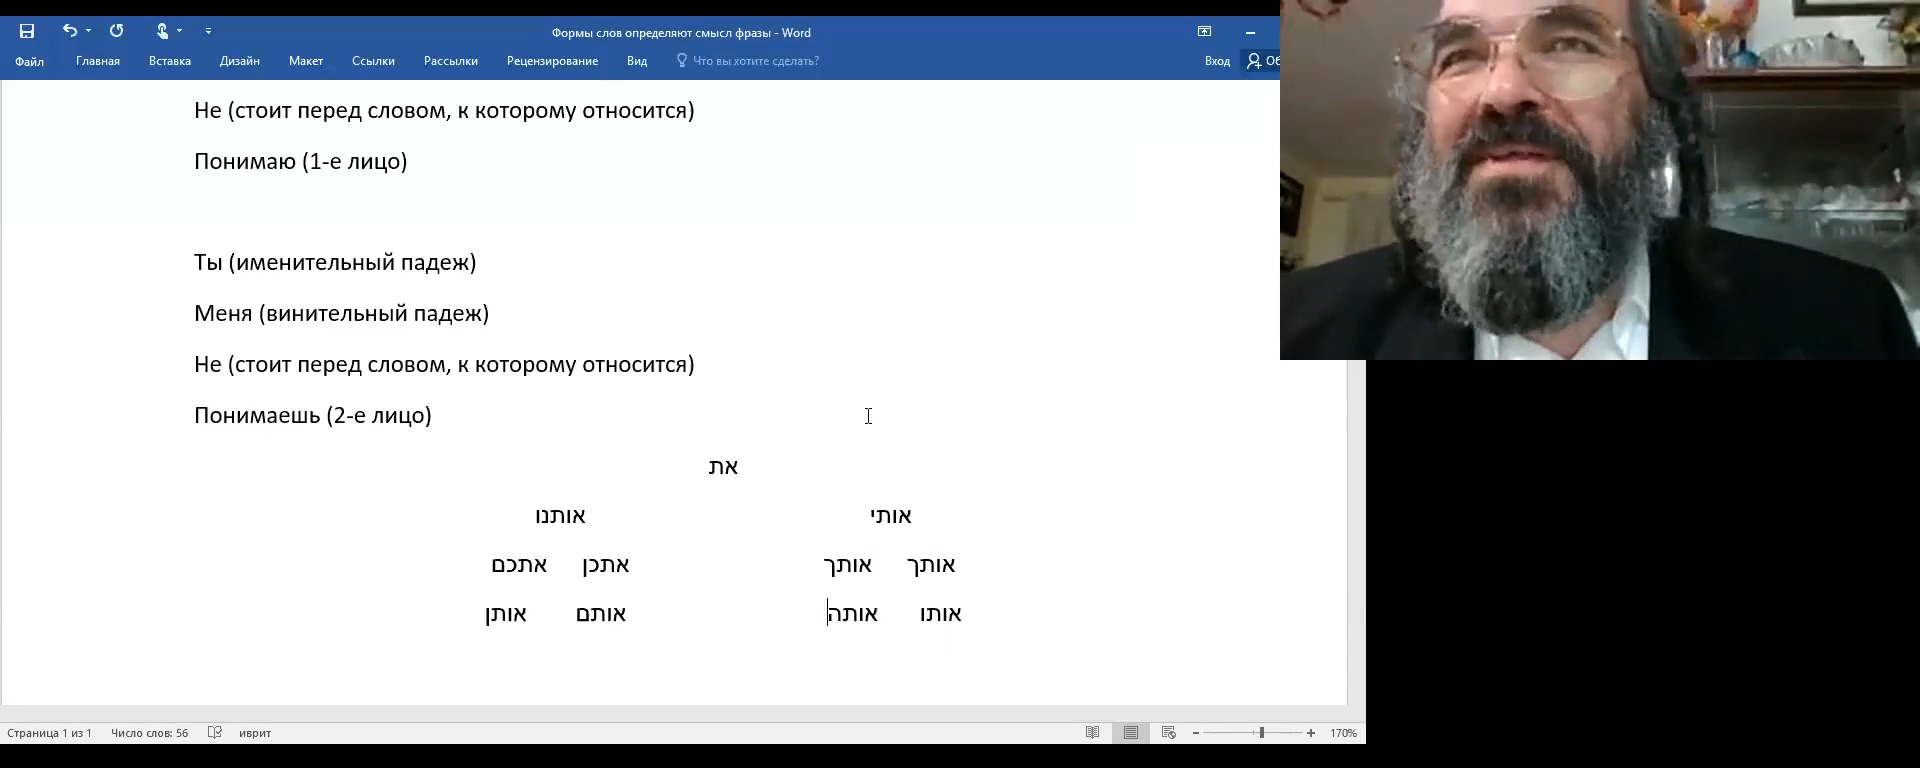 Формы слов определяют смысл фразы - Word
Файл Главная Вставка Дизайн Макет Ссылки Рассылки Рецензирование Вид Что вы хотите сделать? Вход Об
Не (стоит перед словом, к которому относится)
Понимаю (1-е лицо)
Ты (именительный падеж)
Меня (винительный падеж)
Не (стоит перед словом, к которому относится)
Понимаешь (2-е лицо)
את
אותי אותנו
אותך אותך אתכן אתכם
אותו אותה אותם אותן
Страница 1 из 1 Число слов: 56 иврит 170%